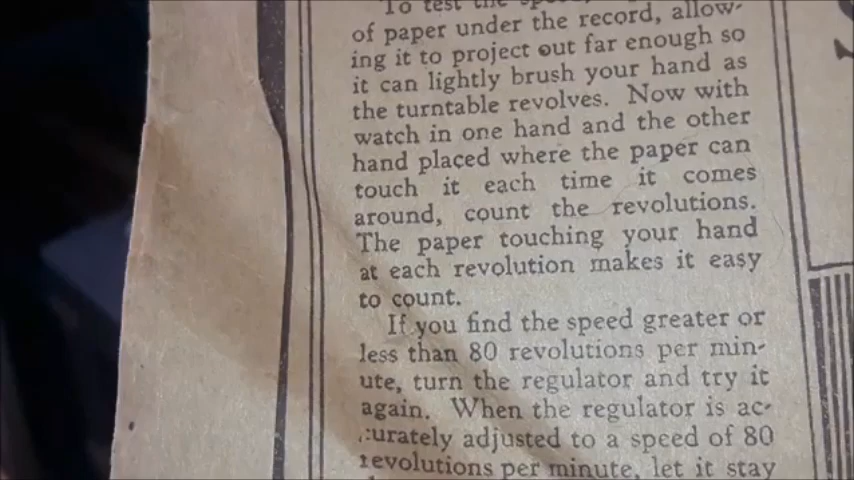 To test the speed,
of paper under the record, allow-
ing it to project out far enough so
it can lightly brush your hand as
the turntable revolves. Now with
watch in one hand and the other
hand placed where the paper can
touch it each time it comes
around, count the revolutions.
The paper touching your hand
at each revolution makes it easy
to count.
If you find the speed greater or
less than 80 revolutions per min-
ute, turn the regulator and try it
again. When the regulator is ac-
curately adjusted to a speed of 80
revolutions per minute, let it stay